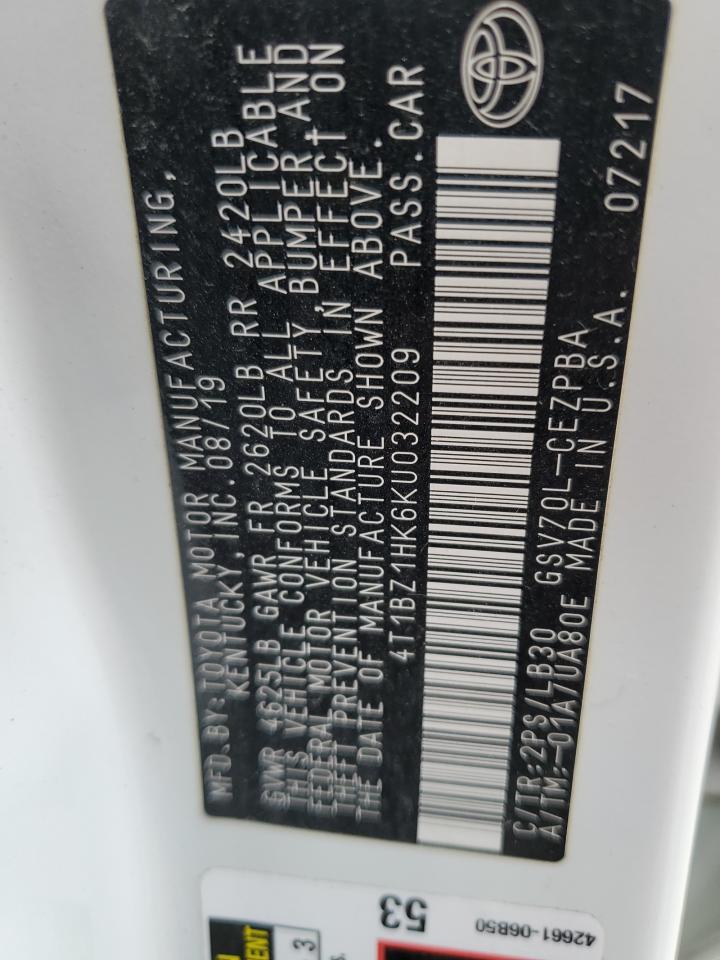 MFD.BY:TOYOTA MOTOR MANUFACTURING,
KENTUCKY, INC. 08/19
GVWR 4625LB GAWR FR 2620LB RR 2420LB
THIS VEHICLE CONFORMS TO ALL APPLICABLE
FEDERAL MOTOR VEHICLE SAFETY, BUMPER AND
THEFT PREVENTION STANDARDS IN EFFECT ON
THE DATE OF MANUFACTURE SHOWN ABOVE.
4T1BZ1HK6KU032209 PASS.CAR
C/TR:2PS/LB30 GSV70L-CEZPBA
A/TM:-01A/UA80E MADE IN U.S.A. 07217
53
42661-06B50
3